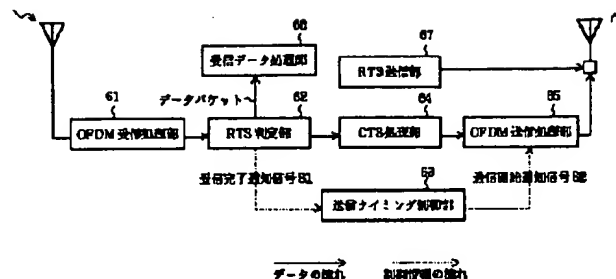 66
受信データ処理部
67
RTS送信部
データパケット
61
OFDM受信処理部
62
RTS判定部
64
CTS処理部
65
OFDM送信処理部
受信完了通知信号S1
送信開始通知信号S2
63
送信タイミング制御部
データの流れ
制御情報の流れ